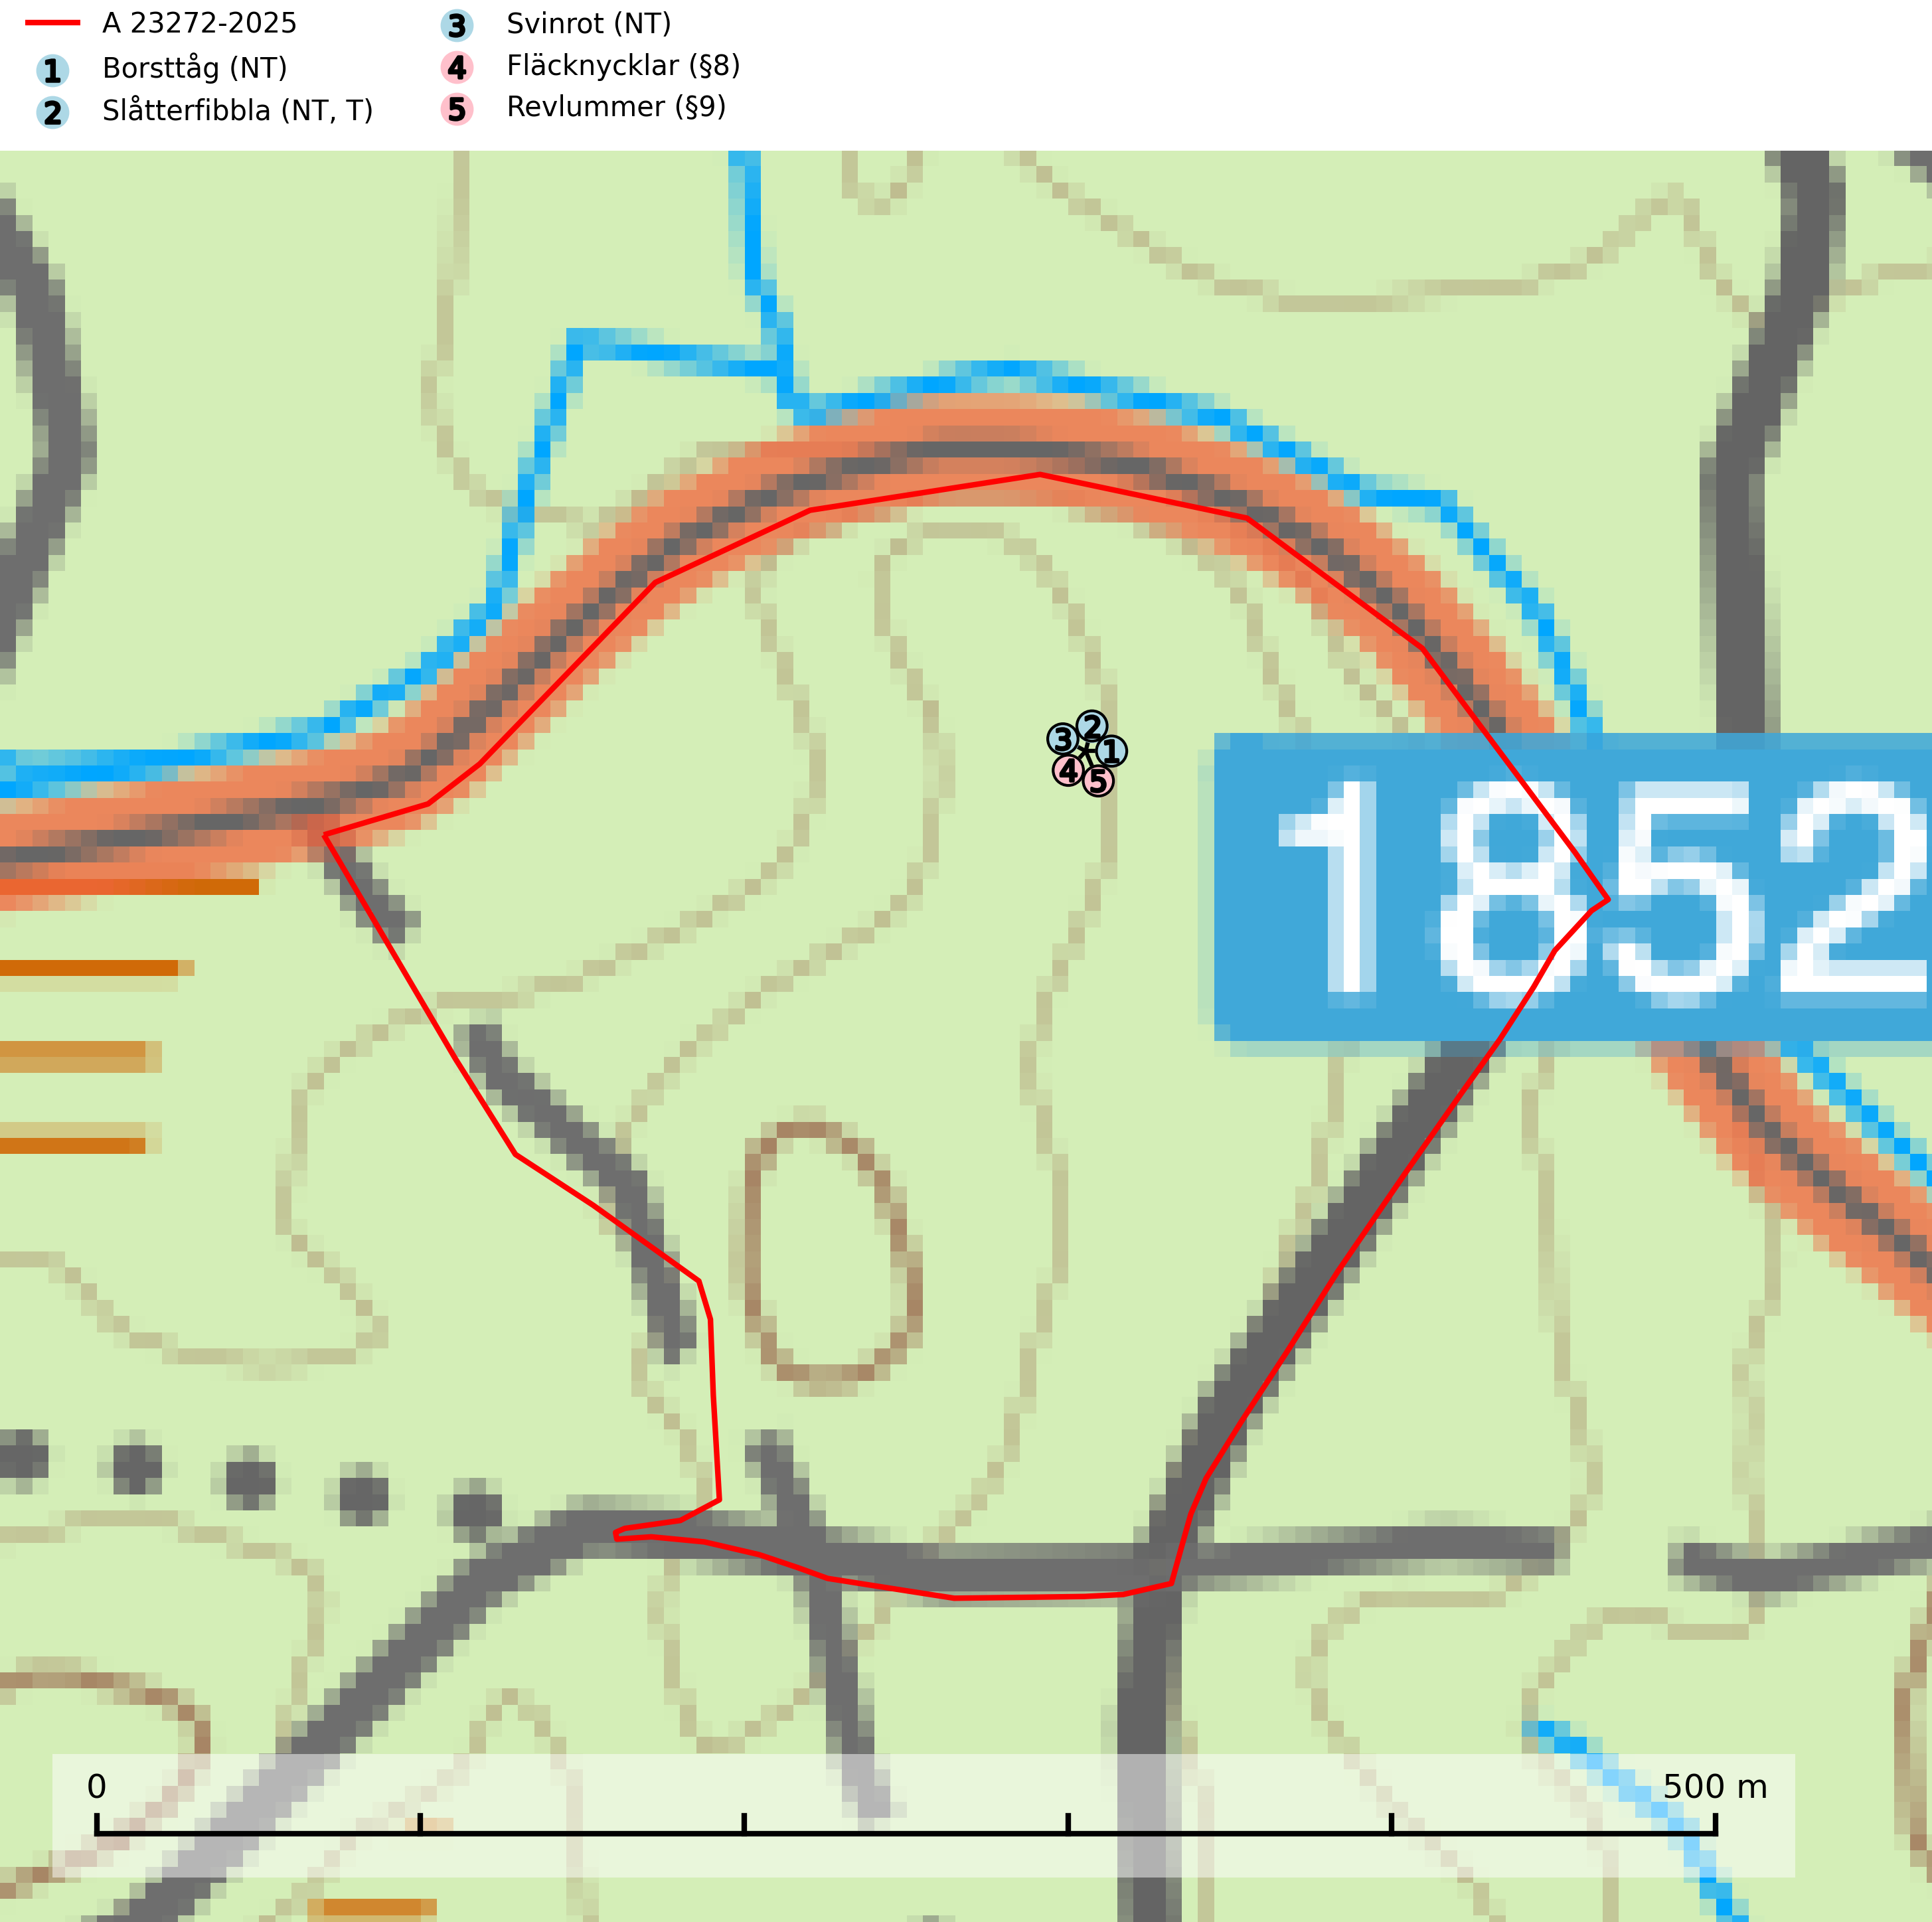 A 23272-2025
1 Borsttåg (NT)
2 Slåtterfibbla (NT, T)
3 Svinrot (NT)
4 Fläcknycklar (§8)
5 Revlummer (§9)
2
3 1
4 5
1852
0 500 m